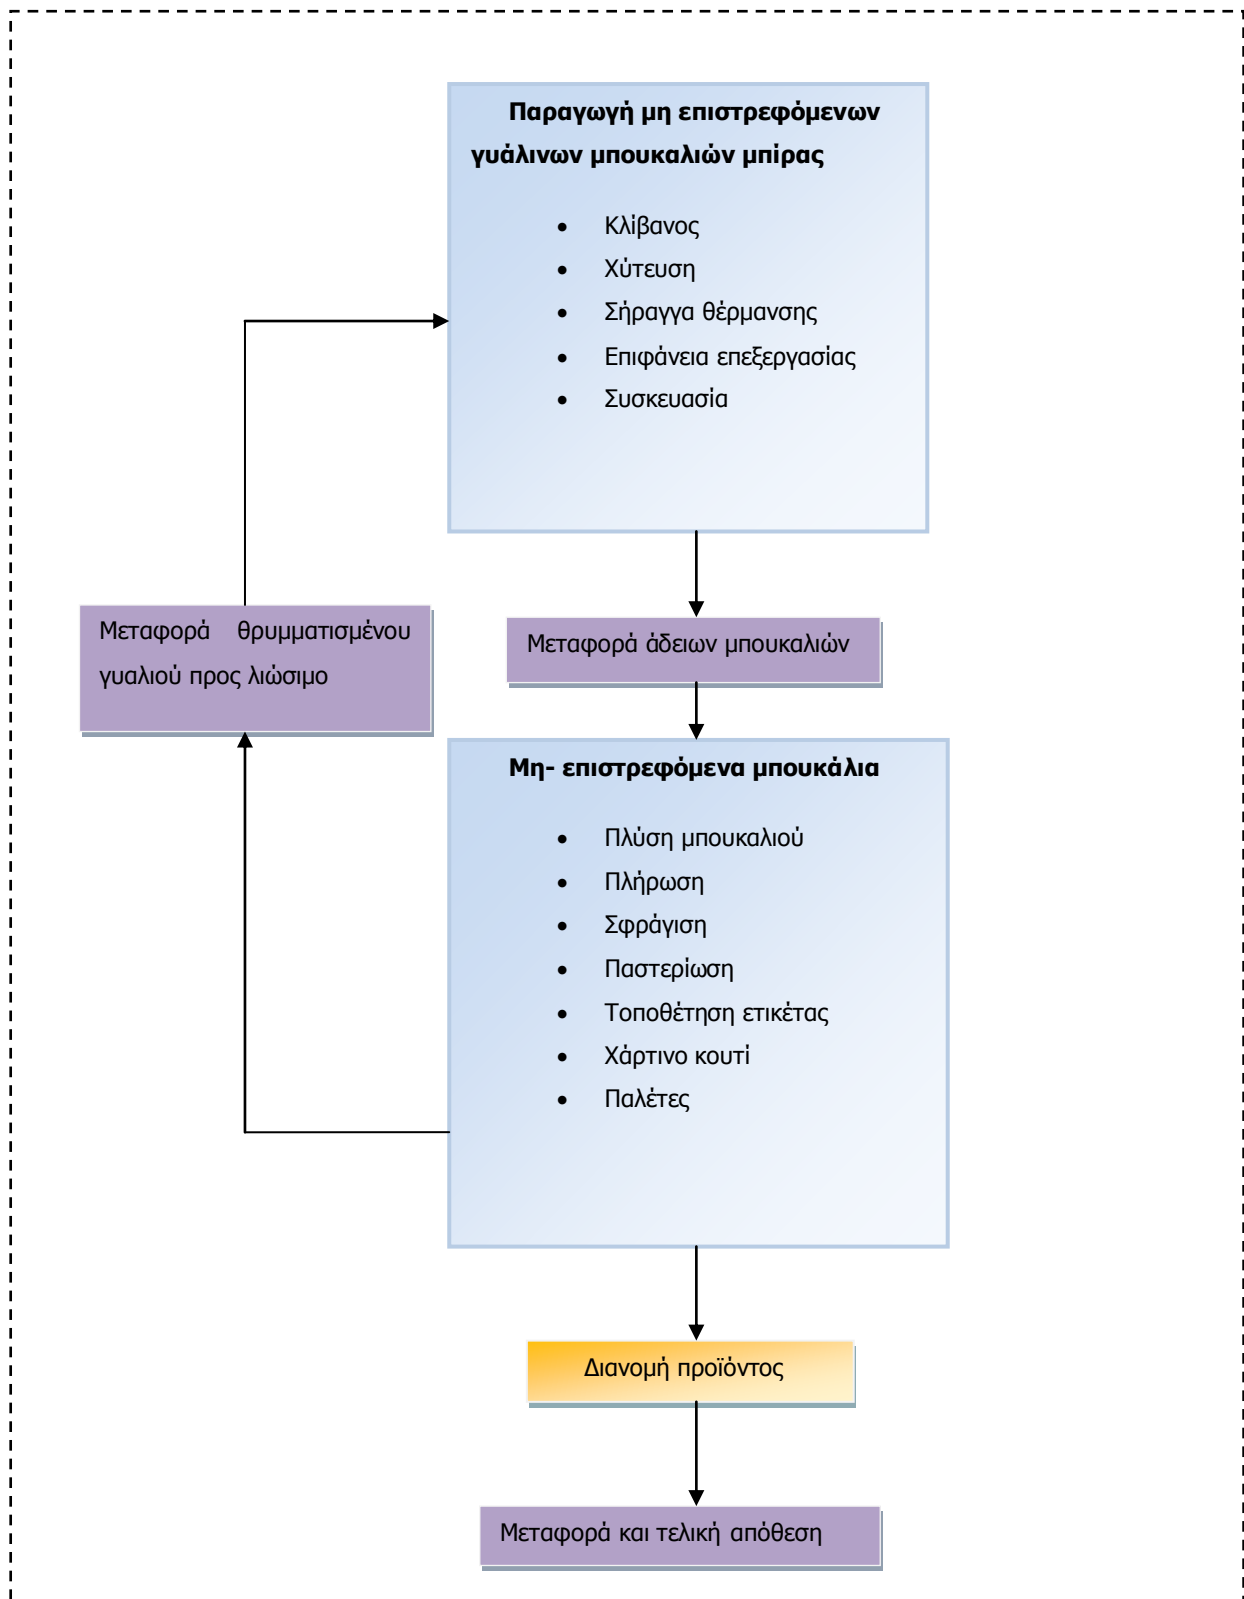 Παραγωγή μη επιστρεφόμενων
γυάλινων μπουκαλιών μπίρας
• Κλίβανος
• Χύτευση
• Σήραγγα θέρμανσης
• Επιφάνεια επεξεργασίας
• Συσκευασία
Μεταφορά θρυμματισμένου
γυαλιού προς λιώσιμο
Μεταφορά άδειων μπουκαλιών
Μη- επιστρεφόμενα μπουκάλια
• Πλύση μπουκαλιού
• Πλήρωση
• Σφράγιση
• Παστερίωση
• Τοποθέτηση ετικέτας
• Χάρτινο κουτί
• Παλέτες
Διανομή προϊόντος
Μεταφορά και τελική απόθεση